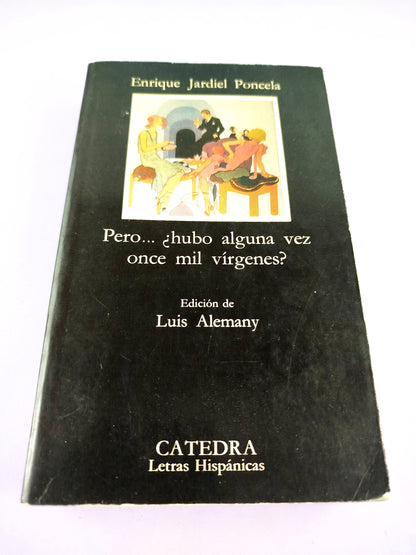 Enrique Jardiel Poncela
Pero... ¿hubo alguna vez
once mil vírgenes?
Edición de
Luis Alemany
CATEDRA
Letras Hispánicas